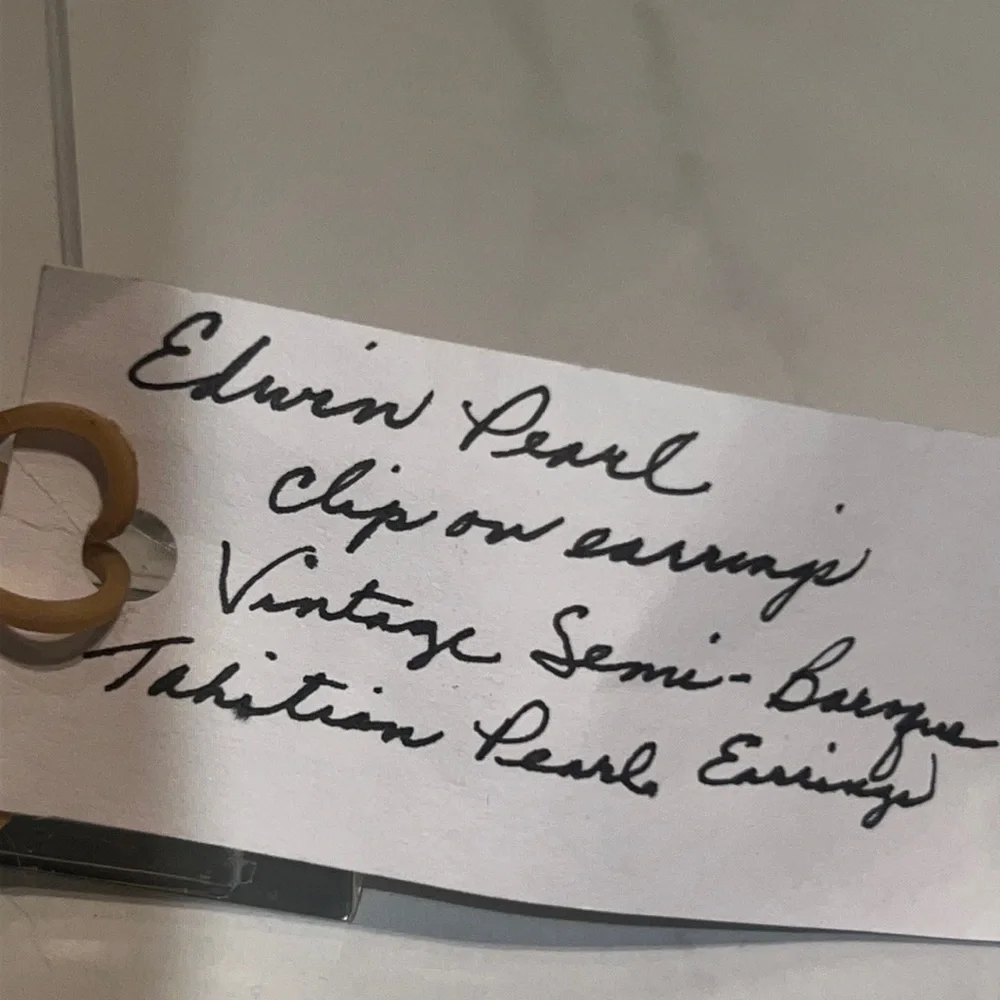 Edwin Pearl
Clip on earrings
Vintage Semi-Baroque
Tahitian Pearl Earrings